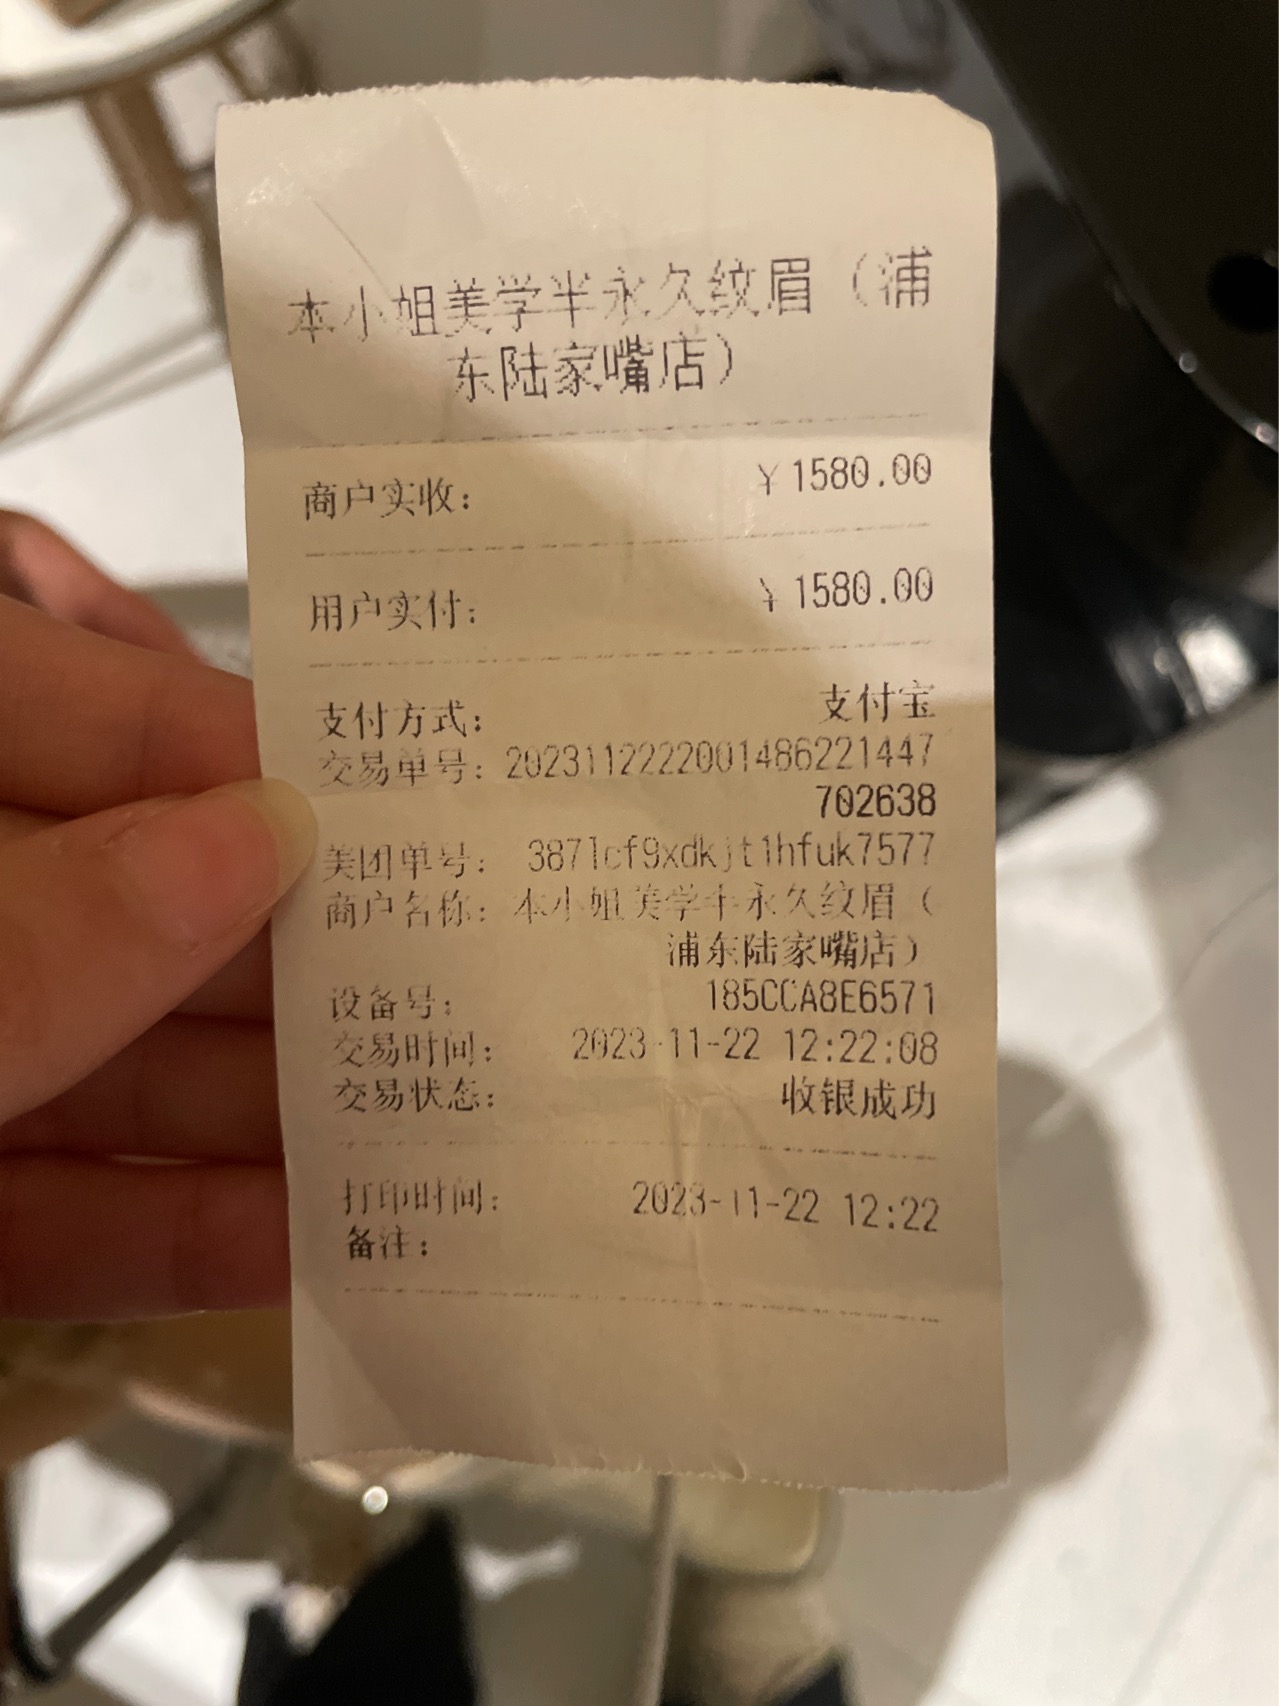 本小姐美学半永久纹眉（浦
东陆家嘴店）
商户实收： ￥1580.00
用户实付： ￥1580.00
支付方式： 支付宝
交易单号： 2023112222001486221447
702638
美团单号： 3871cf9xdkjt1hfuk7577
商户名称： 本小姐美学半永久纹眉（
浦东陆家嘴店）
设备号： 185CCA8E6571
交易时间： 2023-11-22 12:22:08
交易状态： 收银成功
打印时间： 2023-11-22 12:22
备注：